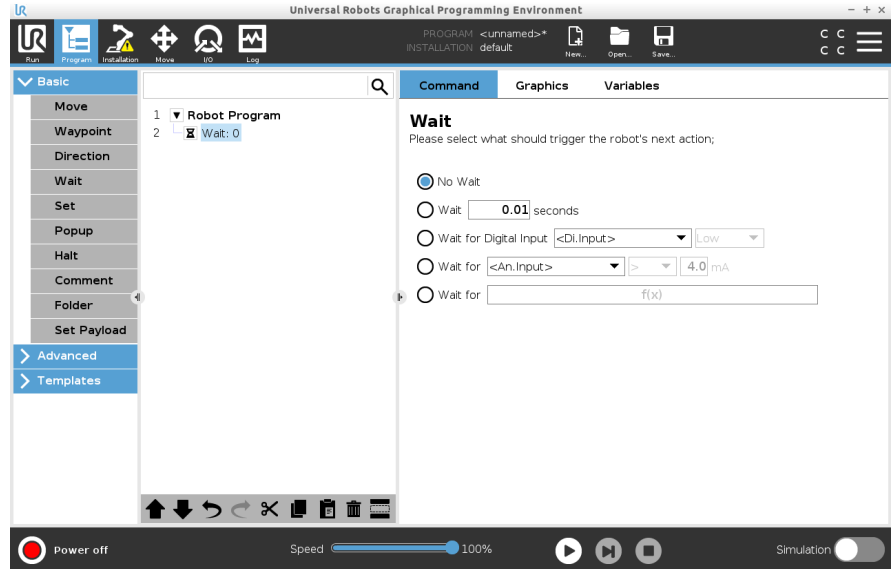 UR Universal Robots Graphical Programming Environment
PROGRAM <unnamed>*
INSTALLATION default
UR
Run Program Installation Move I/O Log New... Open... Save...
C C
C C
Basic
Move
Waypoint
Direction
Wait
Set
Popup
Halt
Comment
Folder
Set Payload
Advanced
Templates
1 Robot Program
2 Wait: 0
Command Graphics Variables
Wait
Please select what should trigger the robot's next action;
No Wait
Wait 0.01 seconds
Wait for Digital Input <Di.Input> Low
Wait for <An.Input> > 4.0 mA
Wait for f(x)
Power off Speed 100% Simulation